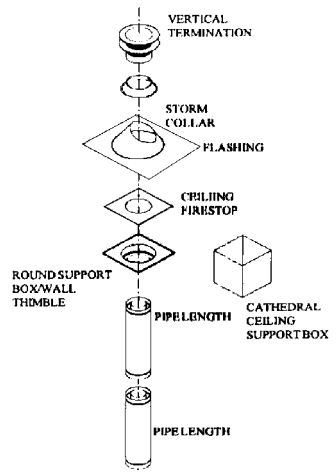 VERTICAL
TERMINATION
STORM
COLLAR
FLASHING
CEILING
FIRESTOP
ROUND SUPPORT
BOX/WALL
THIMBLE
CATHEDRAL
CEILING
SUPPORT BOX
PIPE LENGTH
PIPE LENGTH